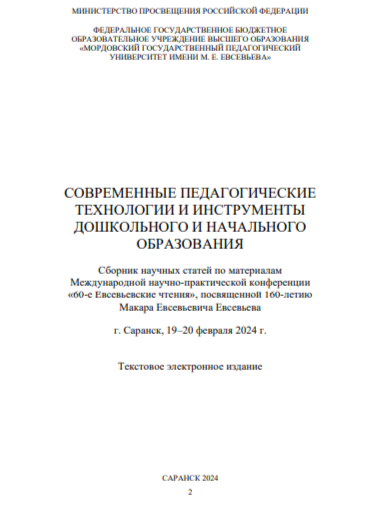 МИНИСТЕРСТВО ПРОСВЕЩЕНИЯ РОССИЙСКОЙ ФЕДЕРАЦИИ
ФЕДЕРАЛЬНОЕ ГОСУДАРСТВЕННОЕ БЮДЖЕТНОЕ
ОБРАЗОВАТЕЛЬНОЕ УЧРЕЖДЕНИЕ ВЫСШЕГО ОБРАЗОВАНИЯ
«МОРДОВСКИЙ ГОСУДАРСТВЕННЫЙ ПЕДАГОГИЧЕСКИЙ
УНИВЕРСИТЕТ ИМЕНИ М. Е. ЕВСЕВЬЕВА»
СОВРЕМЕННЫЕ ПЕДАГОГИЧЕСКИЕ
ТЕХНОЛОГИИ И ИНСТРУМЕНТЫ
ДОШКОЛЬНОГО И НАЧАЛЬНОГО
ОБРАЗОВАНИЯ
Сборник научных статей по материалам
Международной научно-практической конференции
«60-е Евсевьевские чтения», посвященной 160-летию
Макара Евсевьевича Евсевьева
г. Саранск, 19–20 февраля 2024 г.
Текстовое электронное издание
САРАНСК 2024
2